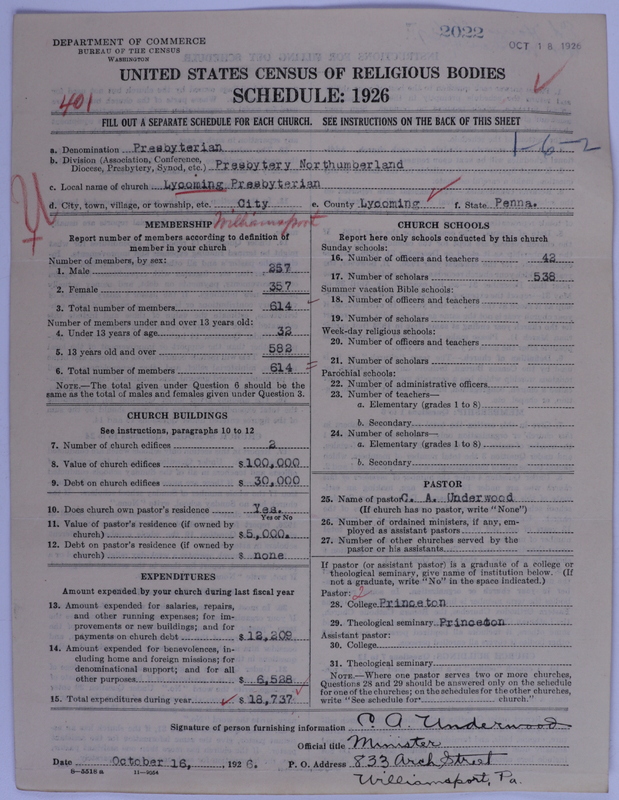 2022
OCT 18 1926
DEPARTMENT OF COMMERCE
BUREAU OF THE CENSUS
WASHINGTON
UNITED STATES CENSUS OF RELIGIOUS BODIES
SCHEDULE: 1926
401
FILL OUT A SEPARATE SCHEDULE FOR EACH CHURCH. SEE INSTRUCTIONS ON THE BACK OF THIS SHEET
1-6-2
a. Denomination Presbyterian
b. Division (Association, Conference, Diocese, Presbytery, Synod, etc.) Presbytery Northumberland
c. Local name of church Lycoming Presbyterian
d. City, town, village, or township, etc. City e. County Lycoming f. State Penna.
Williamsport
U
MEMBERSHIP
Report number of members according to definition of
member in your church
Number of members, by sex:
1. Male 257
2. Female 357
3. Total number of members 614
Number of members under and over 13 years old:
4. Under 13 years of age 32
5. 13 years old and over 582
6. Total number of members 614
NOTE.—The total given under Question 6 should be the
same as the total of males and females given under Question 3.
CHURCH BUILDINGS
See instructions, paragraphs 10 to 12
7. Number of church edifices 2
8. Value of church edifices $100,000
9. Debt on church edifices $ 30,000
10. Does church own pastor's residence Yes.
Yes or No
11. Value of pastor's residence (if owned by
church) $5,000.
12. Debt on pastor's residence (if owned by
church) $ none
EXPENDITURES
Amount expended by your church during last fiscal year
13. Amount expended for salaries, repairs,
and other running expenses; for im-
provements or new buildings; and for
payments on church debt $12,209
14. Amount expended for benevolences, in-
cluding home and foreign missions; for
denominational support; and for all
other purposes $ 6,528
15. Total expenditures during year $ 18,737
CHURCH SCHOOLS
Report here only schools conducted by this church
Sunday schools:
16. Number of officers and teachers 42
17. Number of scholars 538
Summer vacation Bible schools:
18. Number of officers and teachers
19. Number of scholars
Week-day religious schools:
20. Number of officers and teachers
21. Number of scholars
Parochial schools:
22. Number of administrative officers
23. Number of teachers—
a. Elementary (grades 1 to 8)
b. Secondary
24. Number of scholars—
a. Elementary (grades 1 to 8)
b. Secondary
PASTOR
25. Name of pastor C. A. Underwood
(If church has no pastor, write "None")
26. Number of ordained ministers, if any, em-
ployed as assistant pastors
27. Number of other churches served by the
pastor or his assistants
If pastor (or assistant pastor) is a graduate of a college or
theological seminary, give name of institution below. (If
not a graduate, write "No" in the space indicated.)
Pastor: 2
28. College Princeton
29. Theological seminary Princeton
Assistant pastor:
30. College
31. Theological seminary
NOTE.—Where one pastor serves two or more churches,
Questions 28 and 29 should be answered only on the schedule
for one of the churches; on the schedules for the other churches,
write "See schedule for church."
Signature of person furnishing information C. A. Underwood
Official title Minister
Date October 16, 1926. P. O. Address 833 Arch Street
8-5518 a 11-9554
Williamsport, Pa.